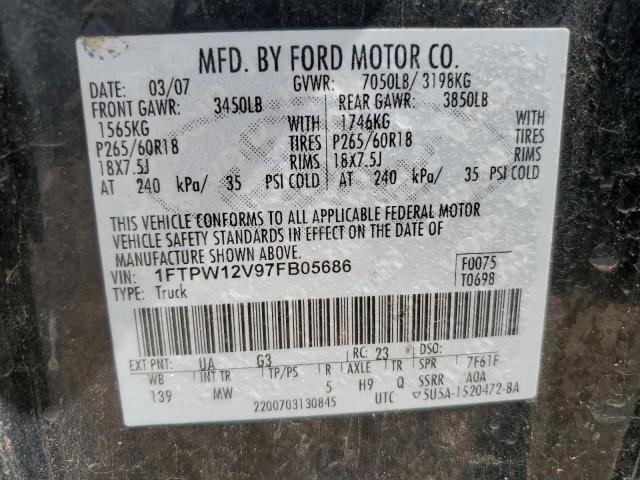 MFD. BY FORD MOTOR CO.
DATE: 03/07 GVWR: 7050LB/ 3198KG
FRONT GAWR: 3450LB REAR GAWR: 3850LB
1565KG WITH 1746KG WITH
P265/60R18 TIRES P265/60R18 TIRES
18X7.5J RIMS 18X7.5J RIMS
AT 240 kPa/ 35 PSI COLD AT 240 kPa/ 35 PSI COLD
THIS VEHICLE CONFORMS TO ALL APPLICABLE FEDERAL MOTOR
VEHICLE SAFETY STANDARDS IN EFFECT ON THE DATE OF
MANUFACTURE SHOWN ABOVE.
VIN: 1FTPW12V97FB05686 F0075
TYPE: Truck T0698
EXT PNT: UA G3 RC: 23 DSO:
WB INT TR TP/PS R AXLE TR SPR 7F61F
139 MW 5 H9 Q SSRR A0A
2200703130845 UTC ▽5U5A-1520472-BA